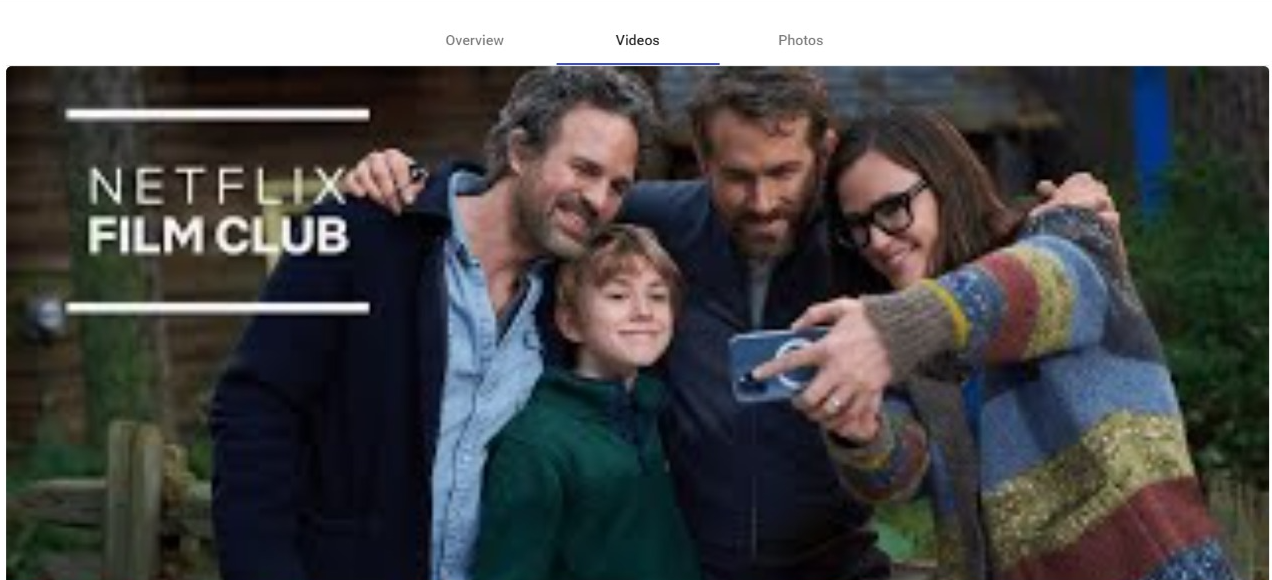 Overview
Videos
Photos
NETFLIX
FILM CLUB